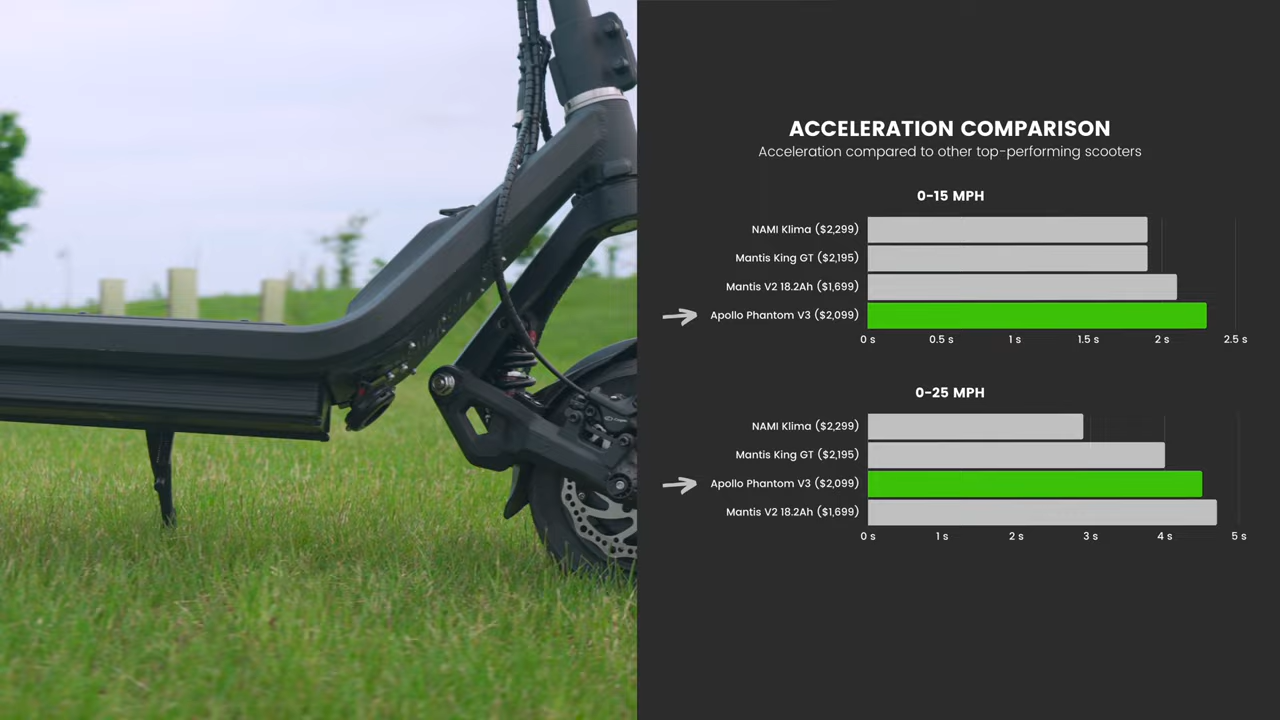 ACCELERATION COMPARISON
Acceleration compared to other top-performing scooters
0-15 MPH
NAMI Klima ($2,299)
Mantis King GT ($2,195)
Mantis V2 18.2Ah ($1,699)
Apollo Phantom V3 ($2,099)
0 s 0.5 s 1 s 1.5 s 2 s 2.5 s
0-25 MPH
NAMI Klima ($2,299)
Mantis King GT ($2,195)
Apollo Phantom V3 ($2,099)
Mantis V2 18.2Ah ($1,699)
0 s 1 s 2 s 3 s 4 s 5 s